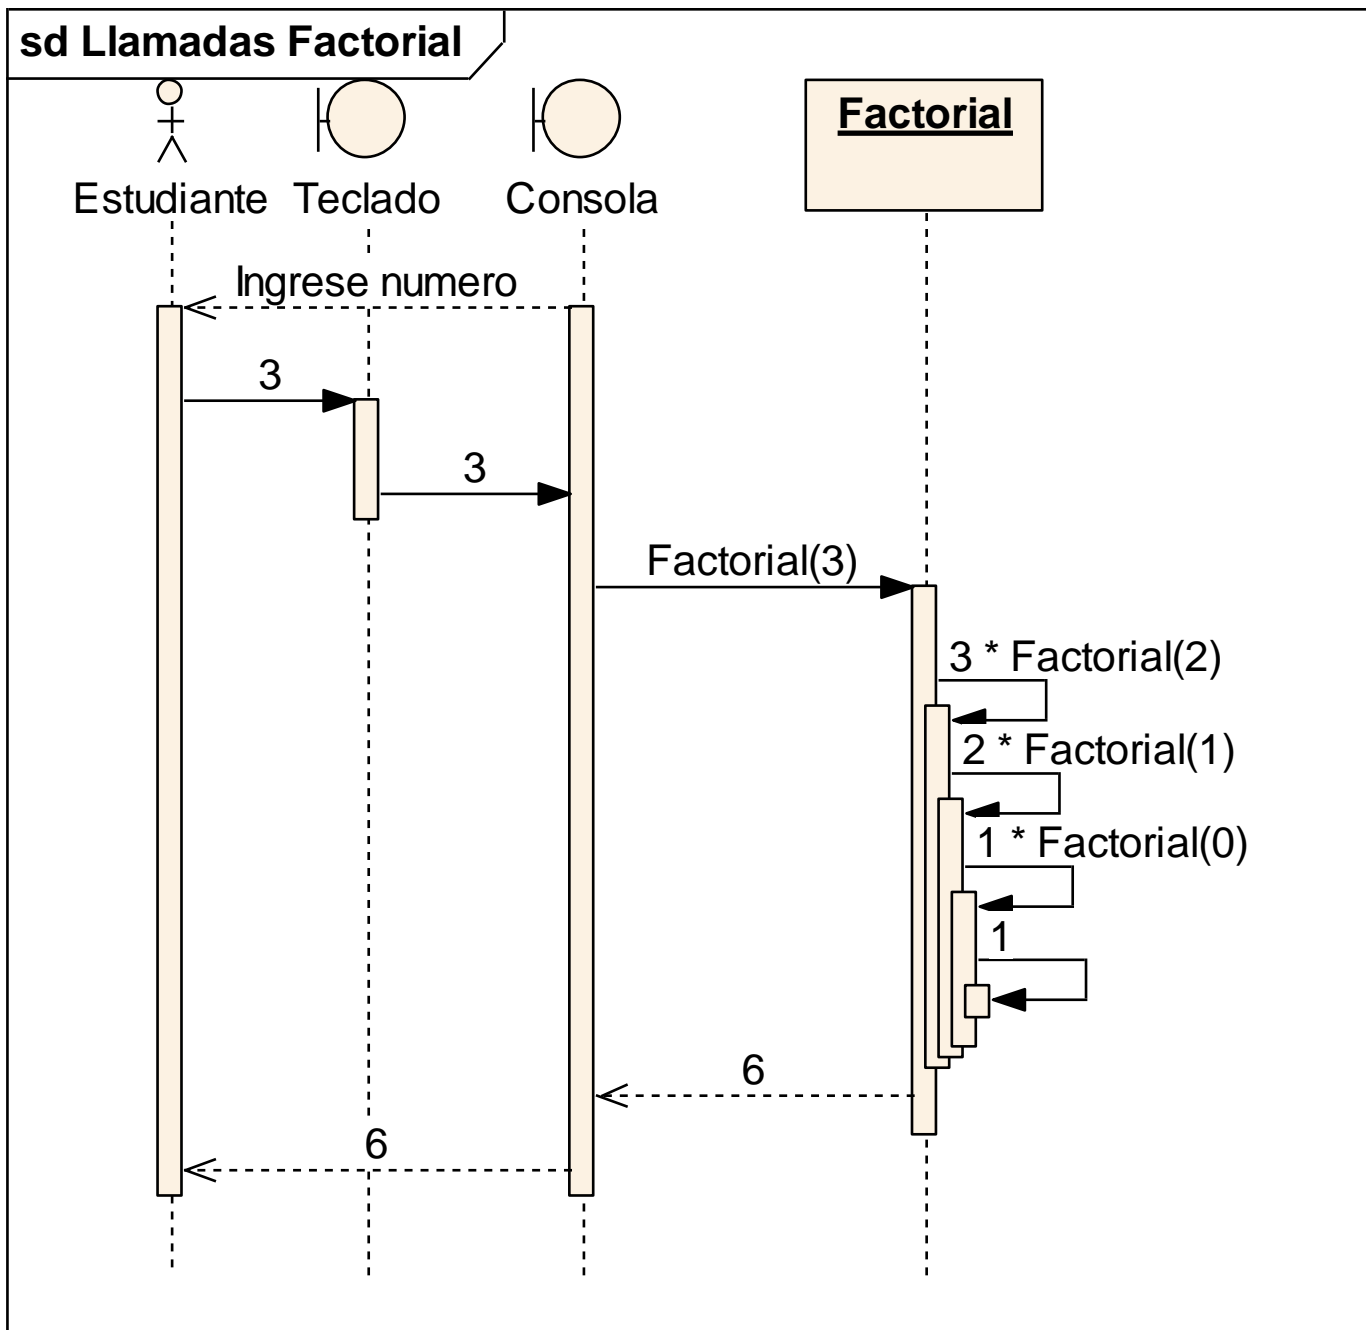 sd Llamadas Factorial
Factorial
Estudiante
Teclado
Consola
Ingrese numero
3
3
Factorial(3)
3 * Factorial(2)
2 * Factorial(1)
1 * Factorial(0)
1
6
6